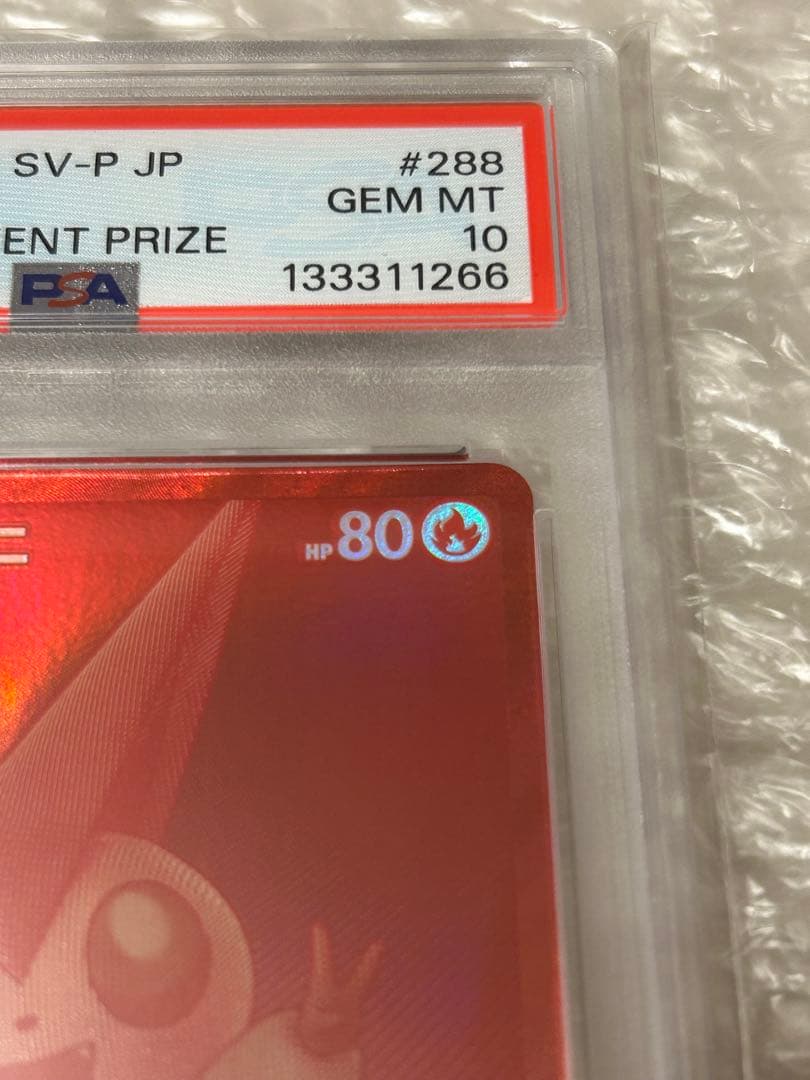 SV-P JP #288
GEM MT
ENT PRIZE 10
PSA 133311266
HP 80